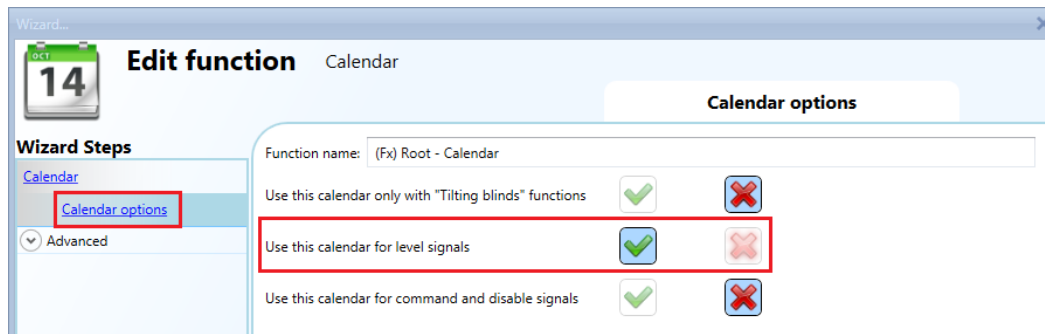 Wizard...
OCT
14
Edit function Calendar
Calendar options
Wizard Steps
Calendar
Calendar options
Advanced
Function name: (Fx) Root - Calendar
Use this calendar only with "Tilting blinds" functions
Use this calendar for level signals
Use this calendar for command and disable signals